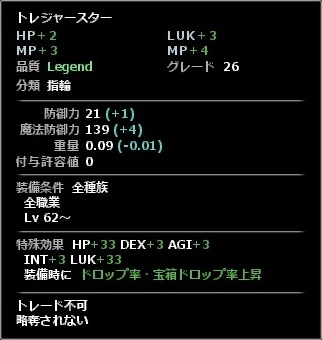 トレジャースター
HP+2 LUK+3
MP+3 MP+4
品質 Legend グレード 26
分類 指輪
防御力 21 (+1)
魔法防御力 139 (+4)
重量 0.09 (-0.01)
付与許容値 0
装備条件 全種族
全職業
Lv 62～
特殊効果 HP+33 DEX+3 AGI+3
INT+3 LUK+33
装備時に ドロップ率・宝箱ドロップ率上昇
トレード不可
略奪されない